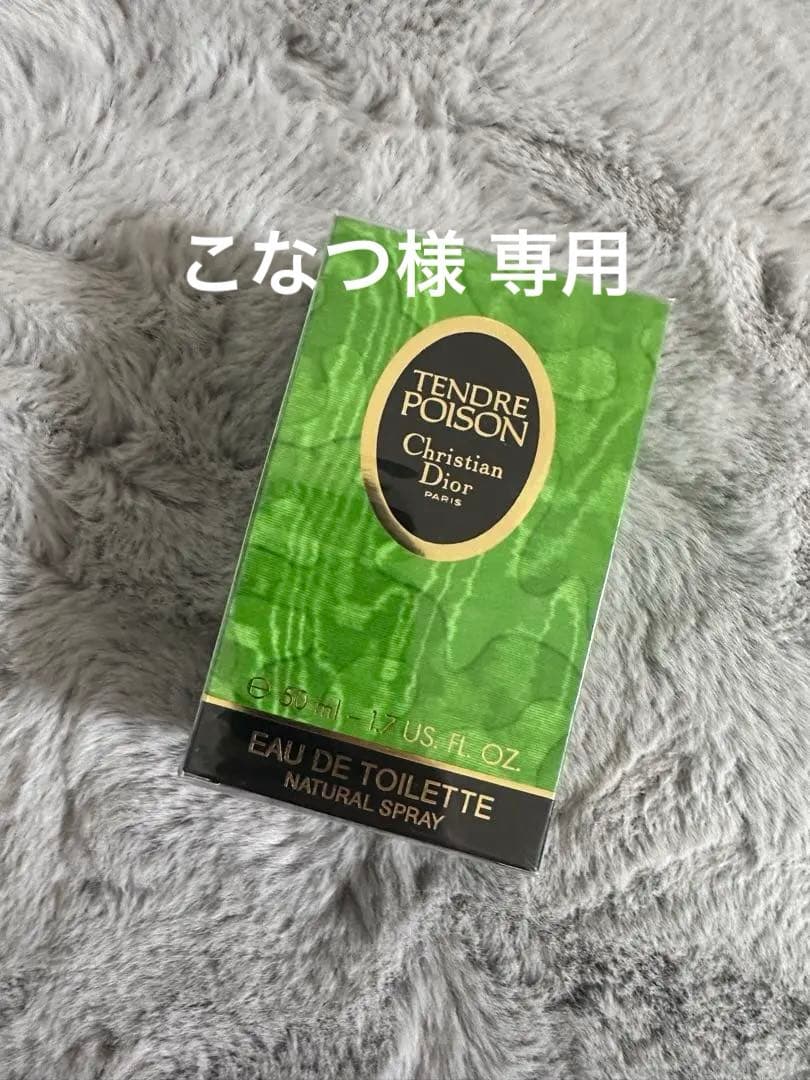 こなつ様 専用
TENDRE
POISON
Christian
Dior
PARIS
℮ 50 ml – 1.7 US. FL. OZ.
EAU DE TOILETTE
NATURAL SPRAY